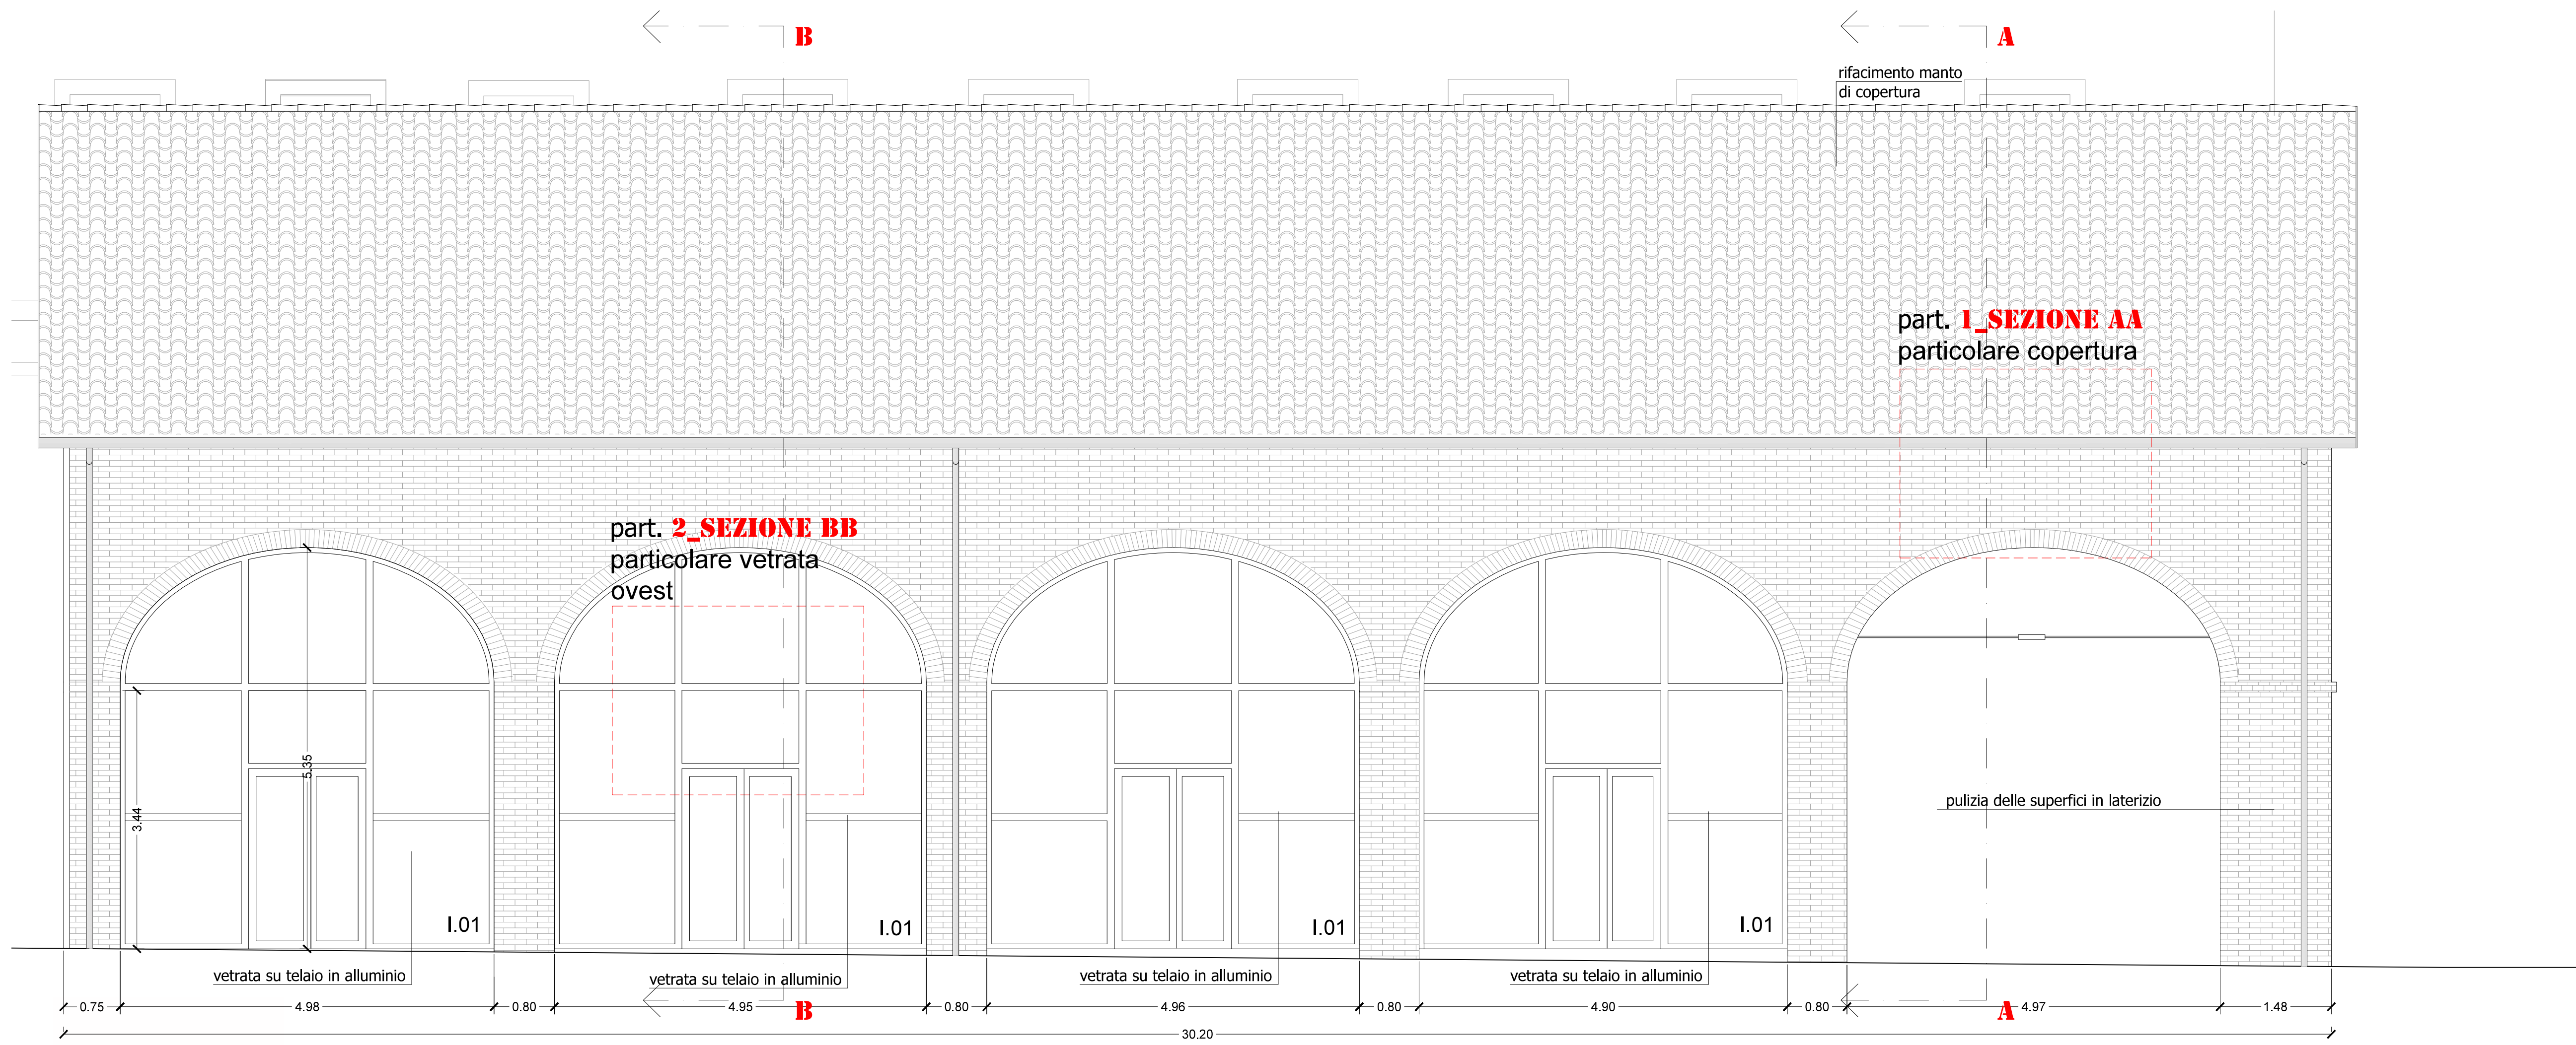 B
A
rifacimento manto
di copertura
part. 1_SEZIONE AA
particolare copertura
part. 2_SEZIONE BB
particolare vetrata
ovest
5.35
3.44
pulizia delle superfici in laterizio
I.01
I.01
I.01
I.01
vetrata su telaio in alluminio
vetrata su telaio in alluminio
vetrata su telaio in alluminio
vetrata su telaio in alluminio
0.75
4.98
0.80
4.95
B
0.80
4.96
0.80
4.90
0.80
A
4.97
1.48
30.20